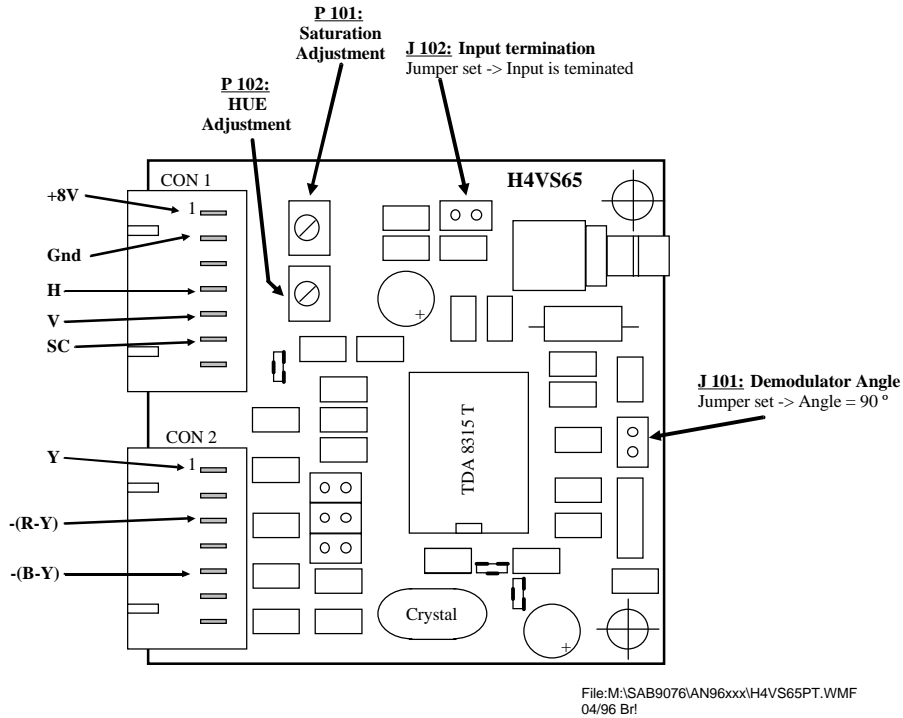 P 101:
Saturation
Adjustment
J 102: Input termination
Jumper set -> Input is teminated
P 102:
HUE
Adjustment
CON 1
H4VS65
+8V
1
Gnd
H
V
SC
+
J 101: Demodulator Angle
Jumper set -> Angle = 90 º
TDA 8315 T
CON 2
Y
1
-(R-Y)
-(B-Y)
Crystal
+
File:M:\SAB9076\AN96xxx\H4VS65PT.WMF
04/96 Br!